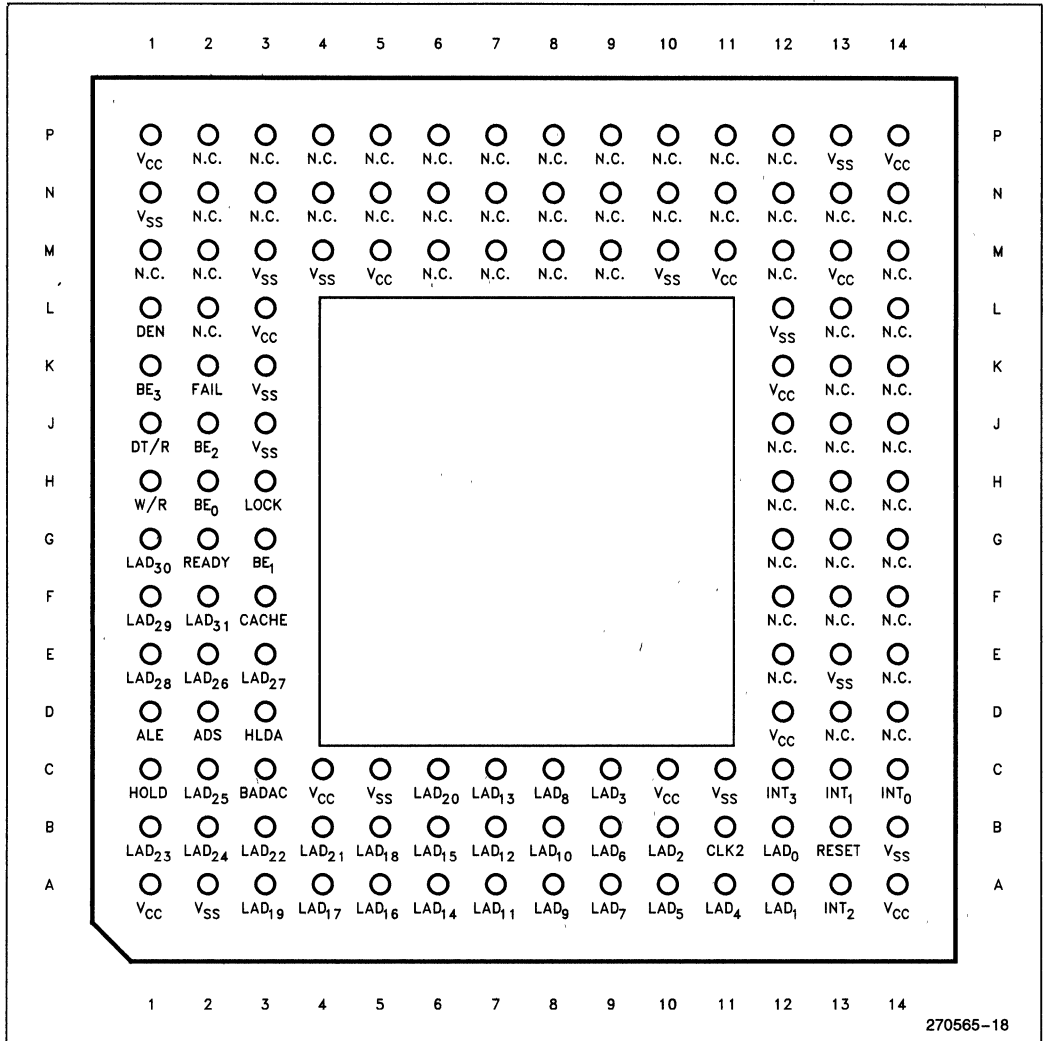 1 2 3 4 5 6 7 8 9 10 11 12 13 14
P P
VCC N.C. N.C. N.C. N.C. N.C. N.C. N.C. N.C. N.C. N.C. N.C. VSS VCC
N N
VSS N.C. N.C. N.C. N.C. N.C. N.C. N.C. N.C. N.C. N.C. N.C. N.C. N.C.
M M
N.C. N.C. VSS VSS VCC N.C. N.C. N.C. N.C. VSS VCC N.C. VCC N.C.
L L
DEN N.C. VCC VSS N.C. N.C.
K K
BE3 FAIL VSS VCC N.C. N.C.
J J
DT/R BE2 VSS N.C. N.C. N.C.
H H
W/R BE0 LOCK N.C. N.C. N.C.
G G
LAD30 READY BE1 N.C. N.C. N.C.
F F
LAD29 LAD31 CACHE N.C. N.C. N.C.
E E
LAD28 LAD26 LAD27 N.C. VSS N.C.
D D
ALE ADS HLDA VCC N.C. N.C.
C C
HOLD LAD25 BADAC VCC VSS LAD20 LAD13 LAD8 LAD3 VCC VSS INT3 INT1 INT0
B B
LAD23 LAD24 LAD22 LAD21 LAD18 LAD15 LAD12 LAD10 LAD6 LAD2 CLK2 LAD0 RESET VSS
A A
VCC VSS LAD19 LAD17 LAD16 LAD14 LAD11 LAD9 LAD7 LAD5 LAD4 LAD1 INT2 VCC
1 2 3 4 5 6 7 8 9 10 11 12 13 14
270565-18